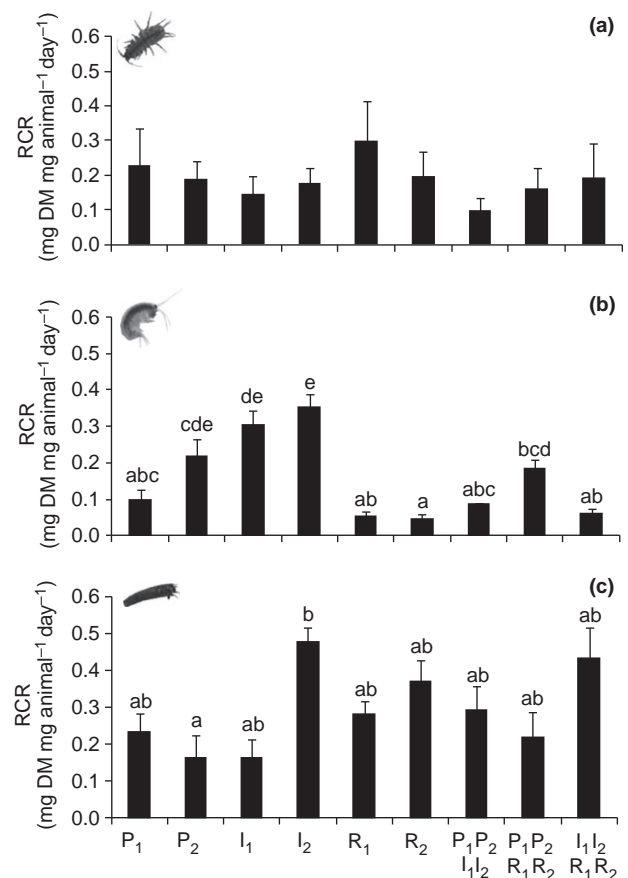 (a)
RCR
(mg DM mg animal⁻¹ day⁻¹)
0.6
0.5
0.4
0.3
0.2
0.1
0.0
(b)
RCR
(mg DM mg animal⁻¹ day⁻¹)
0.6
0.5
0.4
0.3
0.2
0.1
0.0
abc
cde
de
e
ab
a
abc
bcd
ab
(c)
RCR
(mg DM mg animal⁻¹ day⁻¹)
0.6
0.5
0.4
0.3
0.2
0.1
0.0
ab
a
ab
b
ab
ab
ab
ab
ab
P₁ P₂ I₁ I₂ R₁ R₂ P₁P₂ P₁P₂ I₁I₂
I₁I₂ R₁R₂ R₁R₂